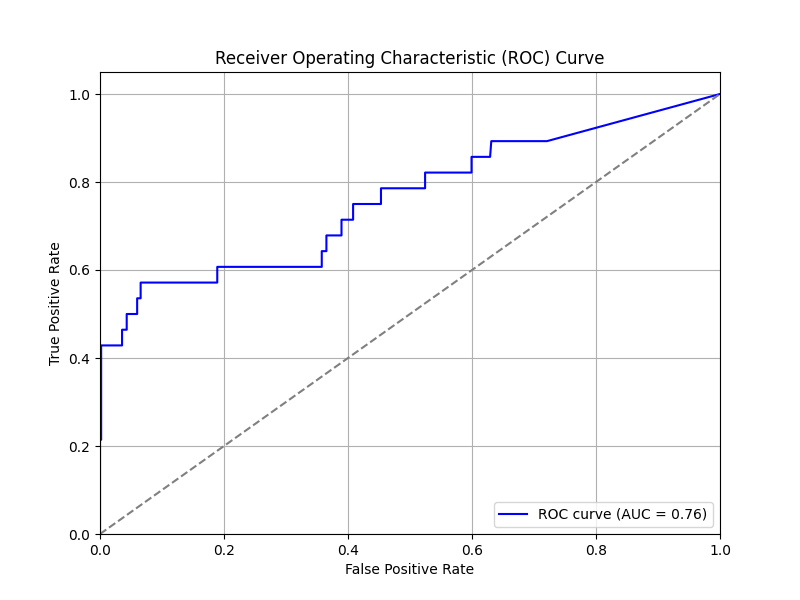 Receiver Operating Characteristic (ROC) Curve
1.0
0.8
0.6
0.4
0.2
0.0
True Positive Rate
ROC curve (AUC = 0.76)
0.0 0.2 0.4 0.6 0.8 1.0
False Positive Rate